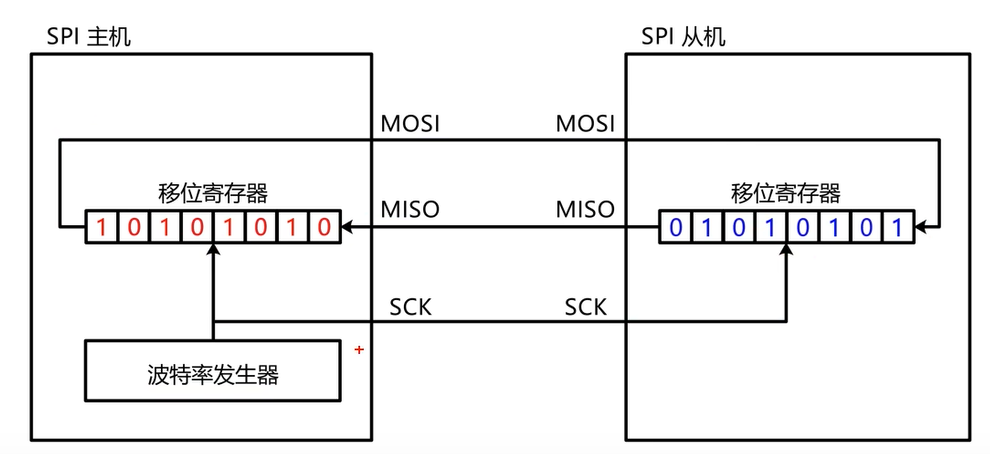 SPI 主机
SPI 从机
MOSI
MOSI
移位寄存器
移位寄存器
MISO
MISO
1 0 1 0 1 0 1 0
0 1 0 1 0 1 0 1
SCK
SCK
波特率发生器
+